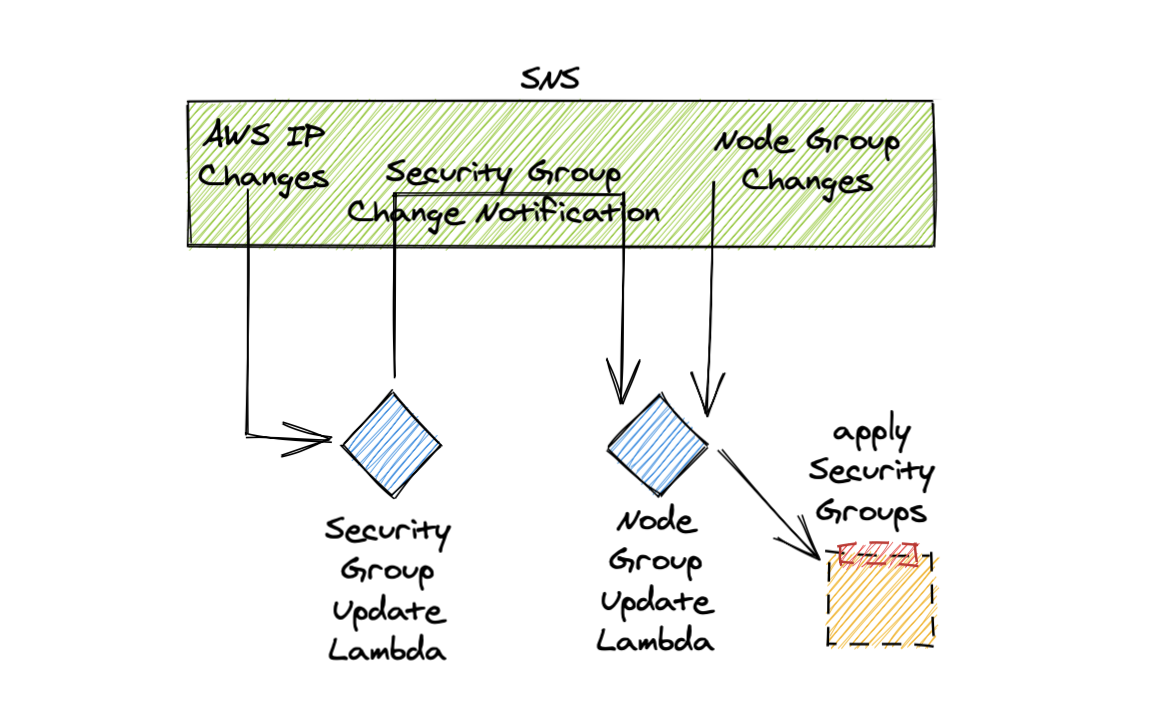 SNS
AWS IP
Changes
Security Group
Change Notification
Node Group
Changes
apply
Security
Groups
Security
Group
Update
Lambda
Node
Group
Update
Lambda